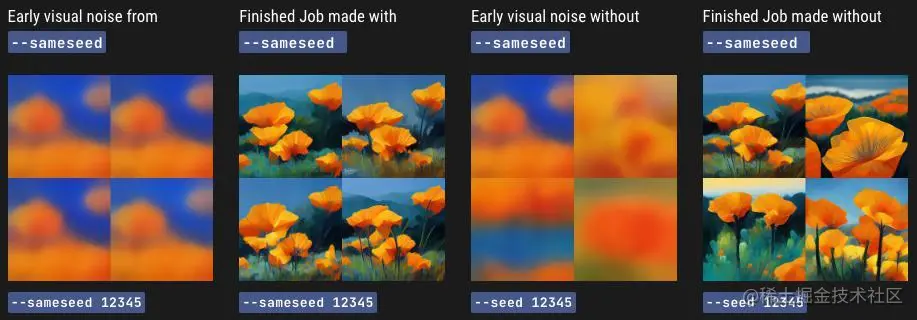 Early visual noise from
--sameseed
Finished Job made with
--sameseed
Early visual noise without
--sameseed
Finished Job made without
--sameseed
--sameseed 12345
--sameseed 12345
--seed 12345
--seed 12345
@稀土掘金技术社区